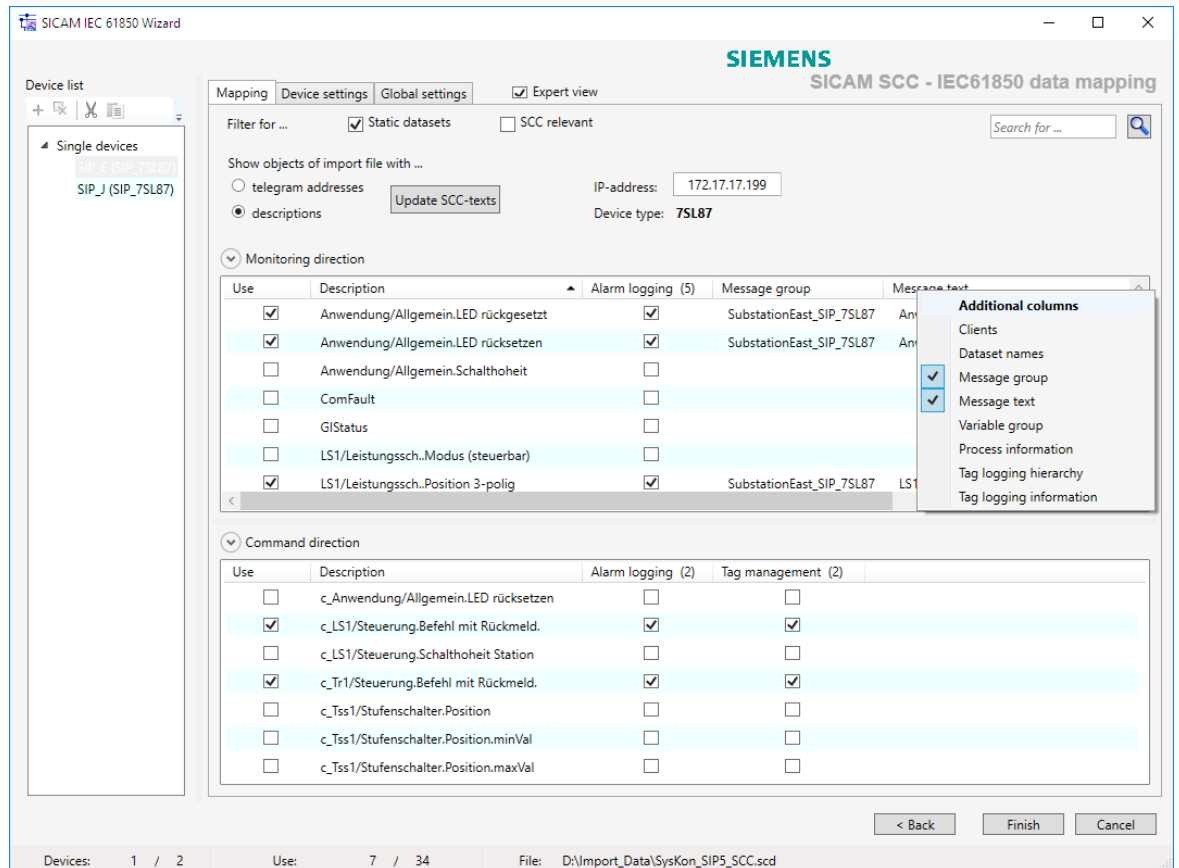 SICAM IEC 61850 Wizard
SIEMENS
SICAM SCC - IEC61850 data mapping
Device list
Mapping Device settings Global settings Expert view
Filter for ... Static datasets SCC relevant Search for ...
Single devices
SIP_E (SIP_7SL87)
SIP_J (SIP_7SL87)
Show objects of import file with ...
telegram addresses
descriptions
Update SCC-texts
IP-address: 172.17.17.199
Device type: 7SL87
Monitoring direction
Use Description Alarm logging (5) Message group Message text
Anwendung/Allgemein.LED rückgesetzt SubstationEast_SIP_7SL87 An
Anwendung/Allgemein.LED rücksetzen SubstationEast_SIP_7SL87 An
Anwendung/Allgemein.Schalthoheit
ComFault
GIStatus
LS1/Leistungssch..Modus (steuerbar)
LS1/Leistungssch..Position 3-polig SubstationEast_SIP_7SL87 LS1
Additional columns
Clients
Dataset names
Message group
Message text
Variable group
Process information
Tag logging hierarchy
Tag logging information
Command direction
Use Description Alarm logging (2) Tag management (2)
c_Anwendung/Allgemein.LED rücksetzen
c_LS1/Steuerung.Befehl mit Rückmeld.
c_LS1/Steuerung.Schalthoheit Station
c_Tr1/Steuerung.Befehl mit Rückmeld.
c_Tss1/Stufenschalter.Position
c_Tss1/Stufenschalter.Position.minVal
c_Tss1/Stufenschalter.Position.maxVal
< Back Finish Cancel
Devices: 1 / 2 Use: 7 / 34 File: D:\Import_Data\SysKon_SIP5_SCC.scd